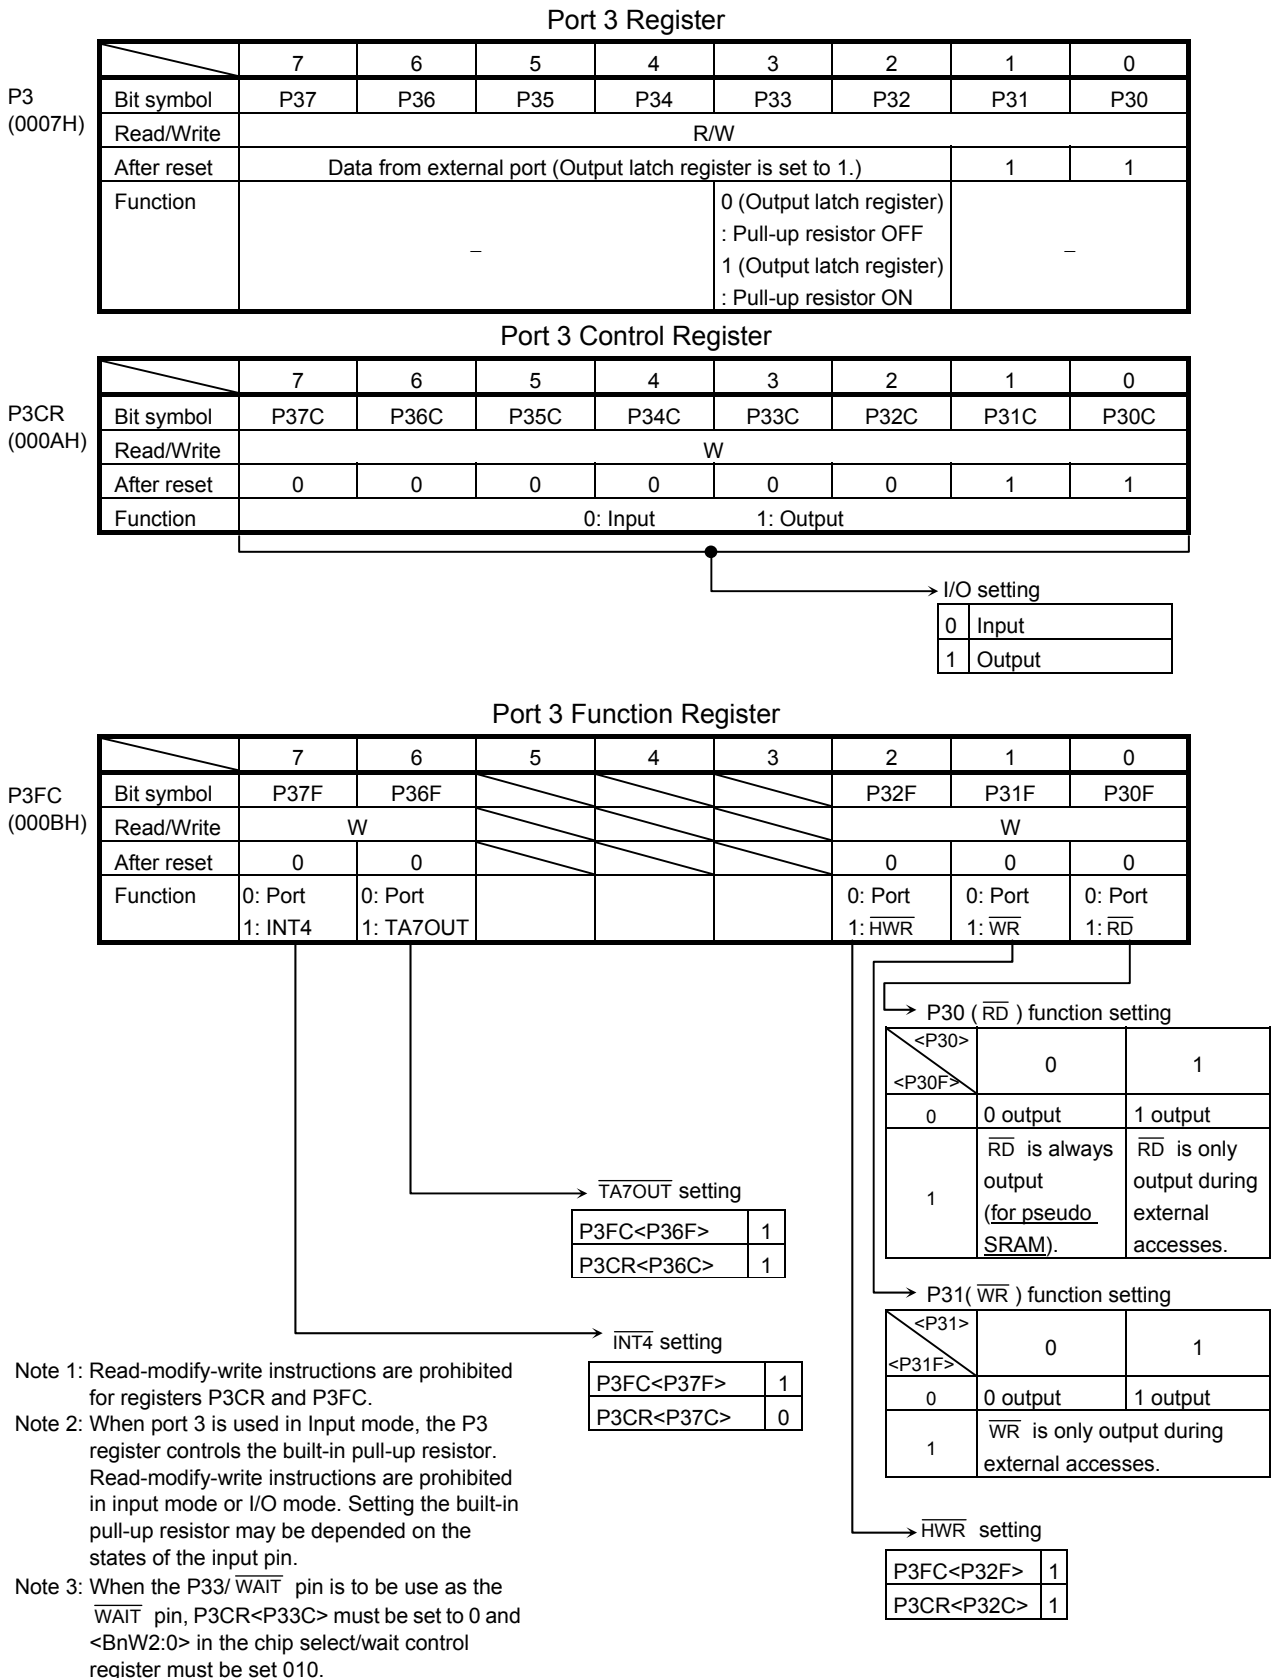 Port 3 Register
7 6 5 4 3 2 1 0
P3
(0007H)
Bit symbol P37 P36 P35 P34 P33 P32 P31 P30
Read/Write R/W
After reset Data from external port (Output latch register is set to 1.) 1 1
Function – 0 (Output latch register) –
: Pull-up resistor OFF
1 (Output latch register)
: Pull-up resistor ON
Port 3 Control Register
7 6 5 4 3 2 1 0
P3CR
(000AH)
Bit symbol P37C P36C P35C P34C P33C P32C P31C P30C
Read/Write W
After reset 0 0 0 0 0 0 1 1
Function 0: Input 1: Output
I/O setting
0 Input
1 Output
Port 3 Function Register
7 6 5 4 3 2 1 0
P3FC
(000BH)
Bit symbol P37F P36F P32F P31F P30F
Read/Write W W
After reset 0 0 0 0 0
Function 0: Port 0: Port 0: Port 0: Port 0: Port
1: INT4 1: TA7OUT 1: HWR 1: WR 1: RD
P30 ( RD ) function setting
<P30>
<P30F>
0 1
0 0 output 1 output
1 RD is always output (for pseudo SRAM). RD is only output during external accesses.
TA7OUT setting
P3FC<P36F> 1
P3CR<P36C> 1
P31( WR ) function setting
<P31>
<P31F>
0 1
0 0 output 1 output
1 WR is only output during
external accesses.
INT4 setting
P3FC<P37F> 1
P3CR<P37C> 0
HWR setting
P3FC<P32F> 1
P3CR<P32C> 1
Note 1: Read-modify-write instructions are prohibited
for registers P3CR and P3FC.
Note 2: When port 3 is used in Input mode, the P3
register controls the built-in pull-up resistor.
Read-modify-write instructions are prohibited
in input mode or I/O mode. Setting the built-in
pull-up resistor may be depended on the
states of the input pin.
Note 3: When the P33/ WAIT pin is to be use as the
WAIT pin, P3CR<P33C> must be set to 0 and
<BnW2:0> in the chip select/wait control
register must be set 010.